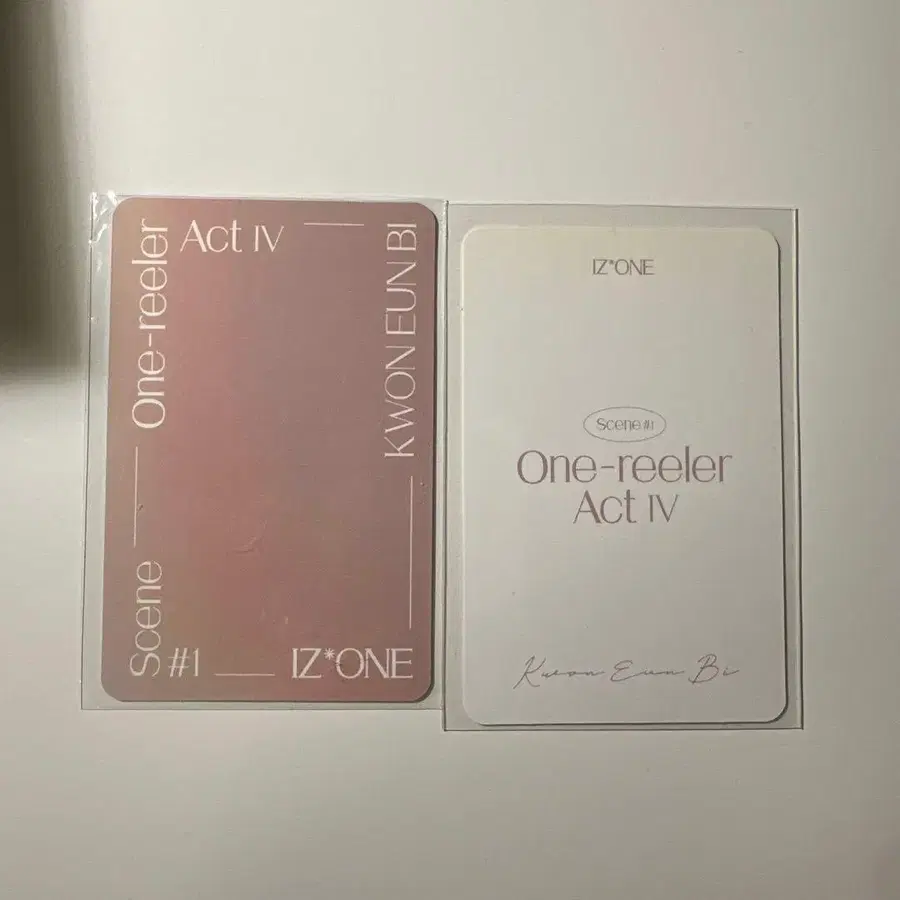 Act IV
One-reeler
KWON EUN BI
Scene
#1
IZ*ONE
IZ*ONE
Scene #1
One-reeler
Act IV
Kwon Eun Bi